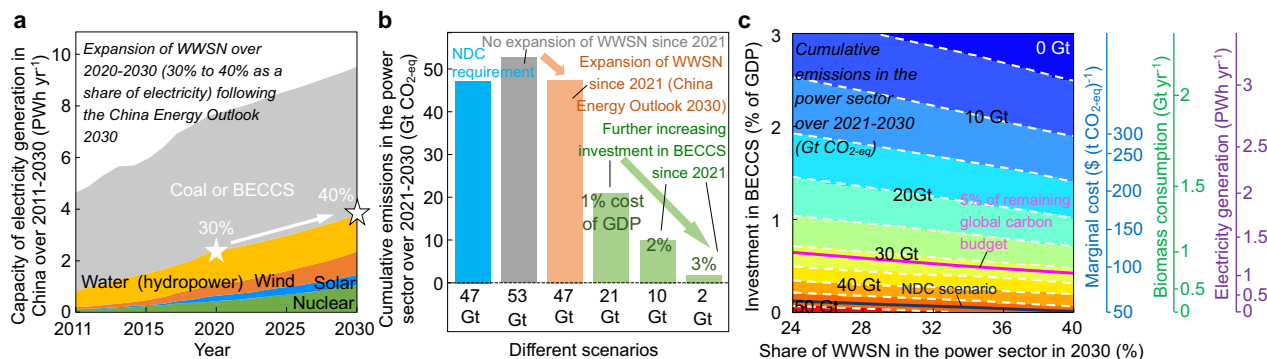 a
Capacity of electricity generation in
China over 2011-2030 (PWh yr-1)
10
8
6
4
2
0
Expansion of WWSN over
2020-2030 (30% to 40% as a
share of electricity) following
the China Energy Outlook
2030
Coal or BECCS
40%
30%
Water (hydropower)
Wind
Solar
Nuclear
2011
2015
2020
2025
2030
Year
b
Cumulative emissions in the power
sector over 2021-2030 (Gt CO2-eq)
50
40
30
20
10
0
No expansion of WWSN since 2021
NDC
requirement
Expansion of WWSN
since 2021 (China
Energy Outlook 2030)
Further increasing
investment in BECCS
since 2021
1% cost
of GDP
2%
3%
47 53 47 21 10 2
Gt Gt Gt Gt Gt Gt
Different scenarios
c
Investment in BECCS (% of GDP)
3
2
1
0
Cumulative
emissions in the
power sector
over 2021-2030
(Gt CO2-eq)
0 Gt
10 Gt
20Gt
5% of remaining
global carbon
budget
30 Gt
40 Gt
NDC scenario
50 Gt
24 28 32 36 40
Share of WWSN in the power sector in 2030 (%)
Marginal cost ($ (t CO2-eq)-1)
300
250
200
150
100
50
Biomass consumption (Gt yr-1)
2
1.5
1
0.5
0
Electricity generation (PWh yr-1)
3
2
1
0.5
0